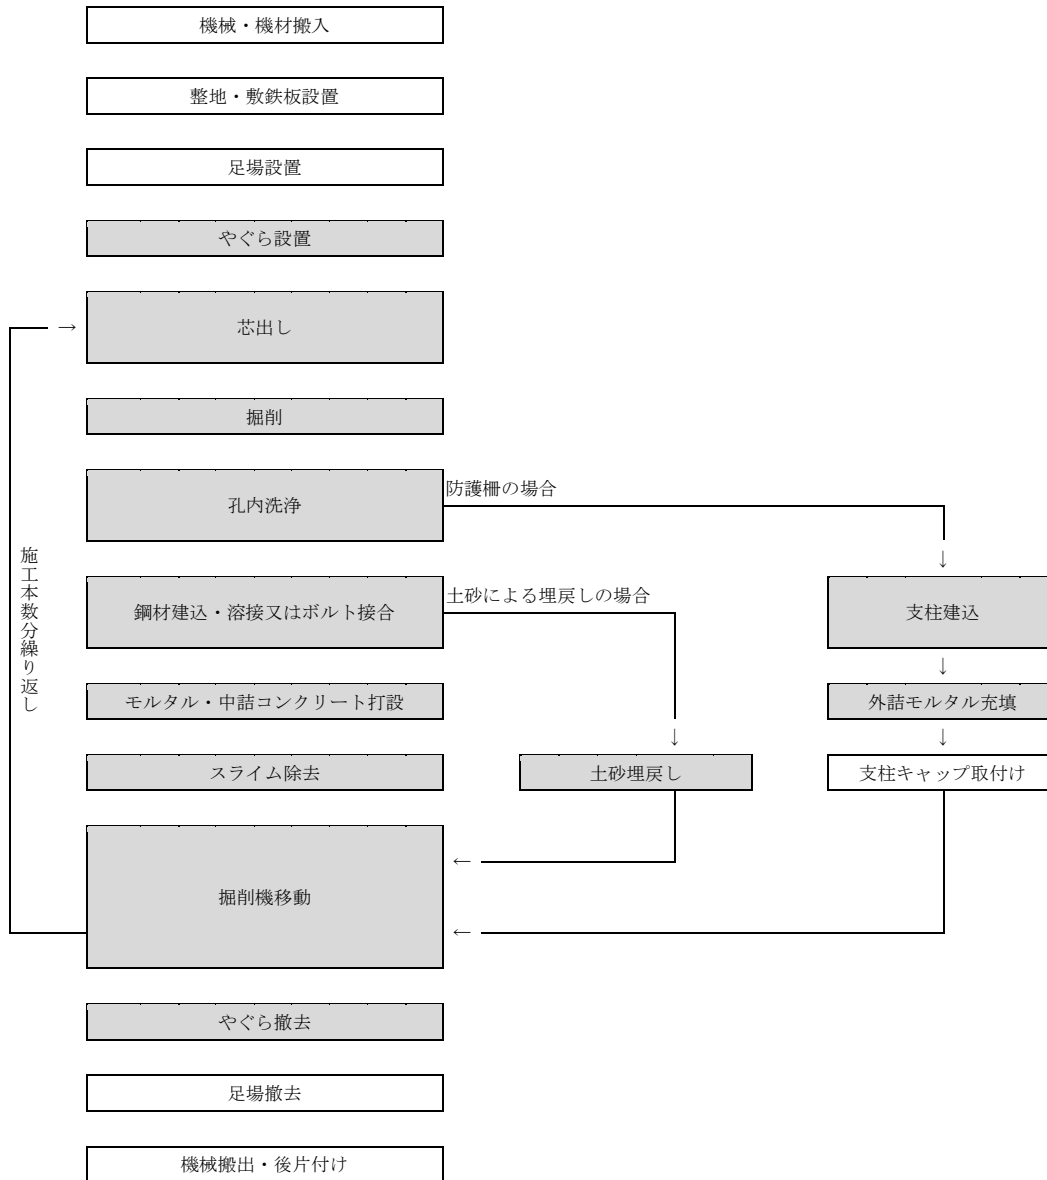 機械・機材搬入
整地・敷鉄板設置
足場設置
やぐら設置
→
芯出し
掘削
孔内洗浄
防護柵の場合
↓
施工本数分繰り返し
鋼材建込・溶接又はボルト接合
土砂による埋戻しの場合
支柱建込
↓
モルタル・中詰コンクリート打設
外詰モルタル充填
↓
↓
スライム除去
土砂埋戻し
支柱キャップ取付け
←
掘削機移動
←
やぐら撤去
足場撤去
機械搬出・後片付け